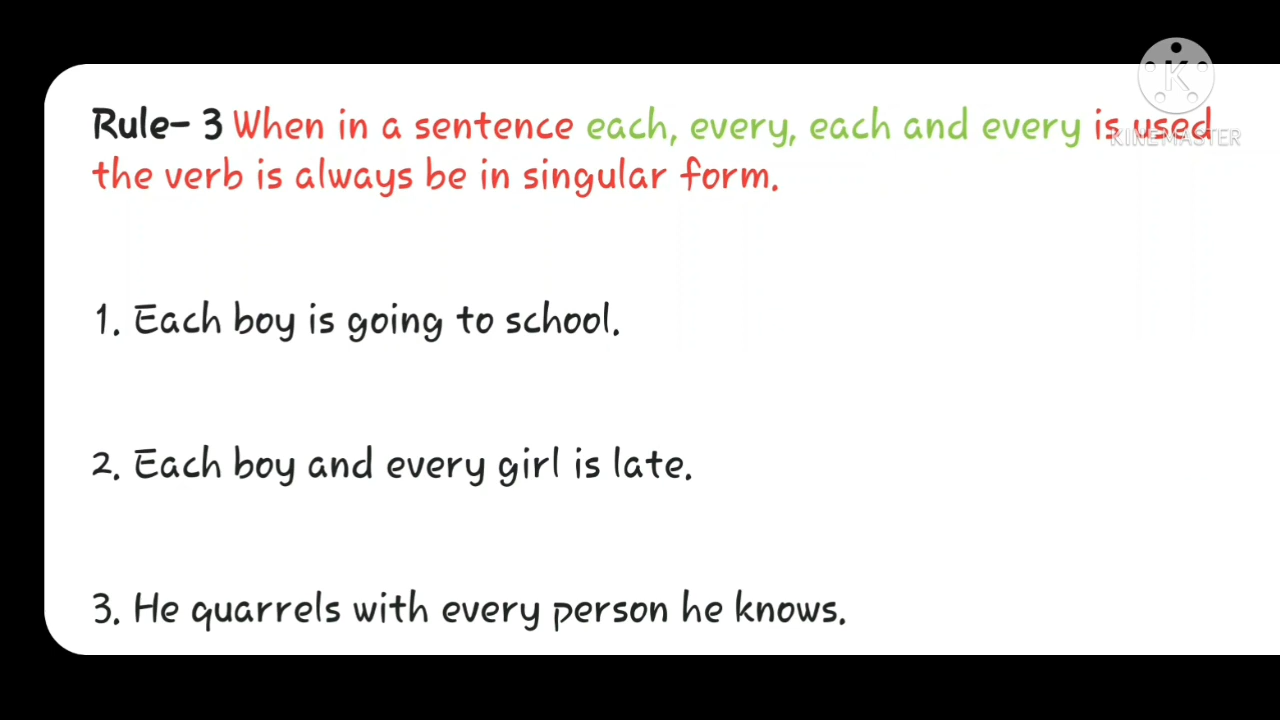 Rule- 3 When in a sentence each, every, each and every is used
the verb is always be in singular form.
1. Each boy is going to school.
2. Each boy and every girl is late.
3. He quarrels with every person he knows.
K
KINEMASTER